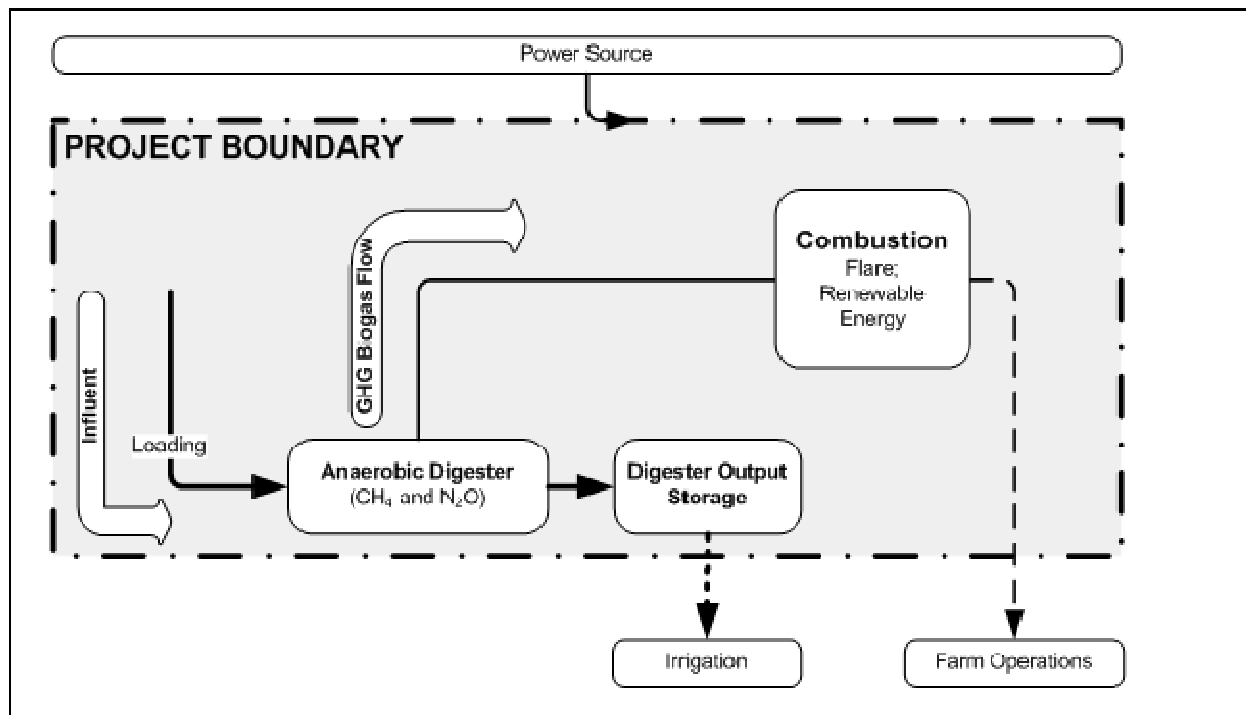 Power Source
PROJECT BOUNDARY
GHG Biogas Flow
Combustion
Flare;
Renewable
Energy
Influent
Loading
Anaerobic Digester
(CH₄ and N₂O)
Digester Output
Storage
Irrigation
Farm Operations